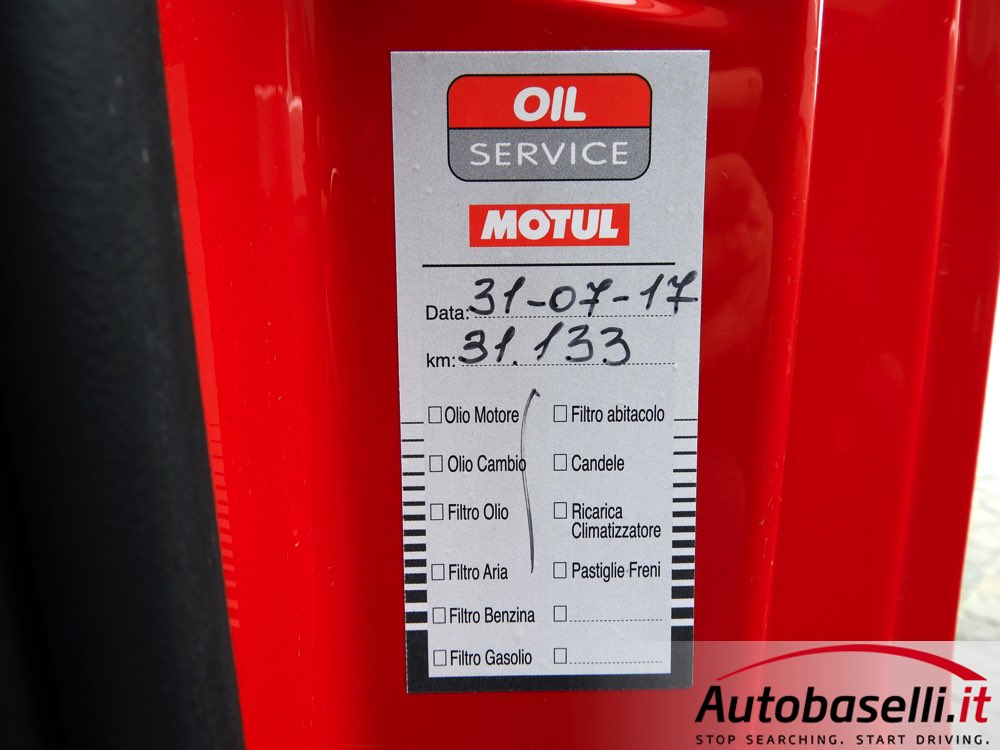 OIL
SERVICE
MOTUL
Data: 31-07-17
km: 31.133
Olio Motore
Filtro abitacolo
Olio Cambio
Candele
Filtro Olio
Ricarica
Climatizzatore
Filtro Aria
Pastiglie Freni
Filtro Benzina
Filtro Gasolio
Autobaselli.it
STOP SEARCHING. START DRIVING.